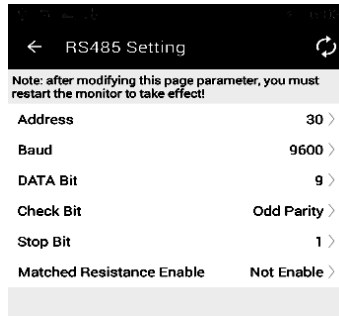 RS485 Setting
Note: after modifying this page parameter, you must
restart the monitor to take effect!
Address 30
Baud 9600
DATA Bit 9
Check Bit Odd Parity
Stop Bit 1
Matched Resistance Enable Not Enable